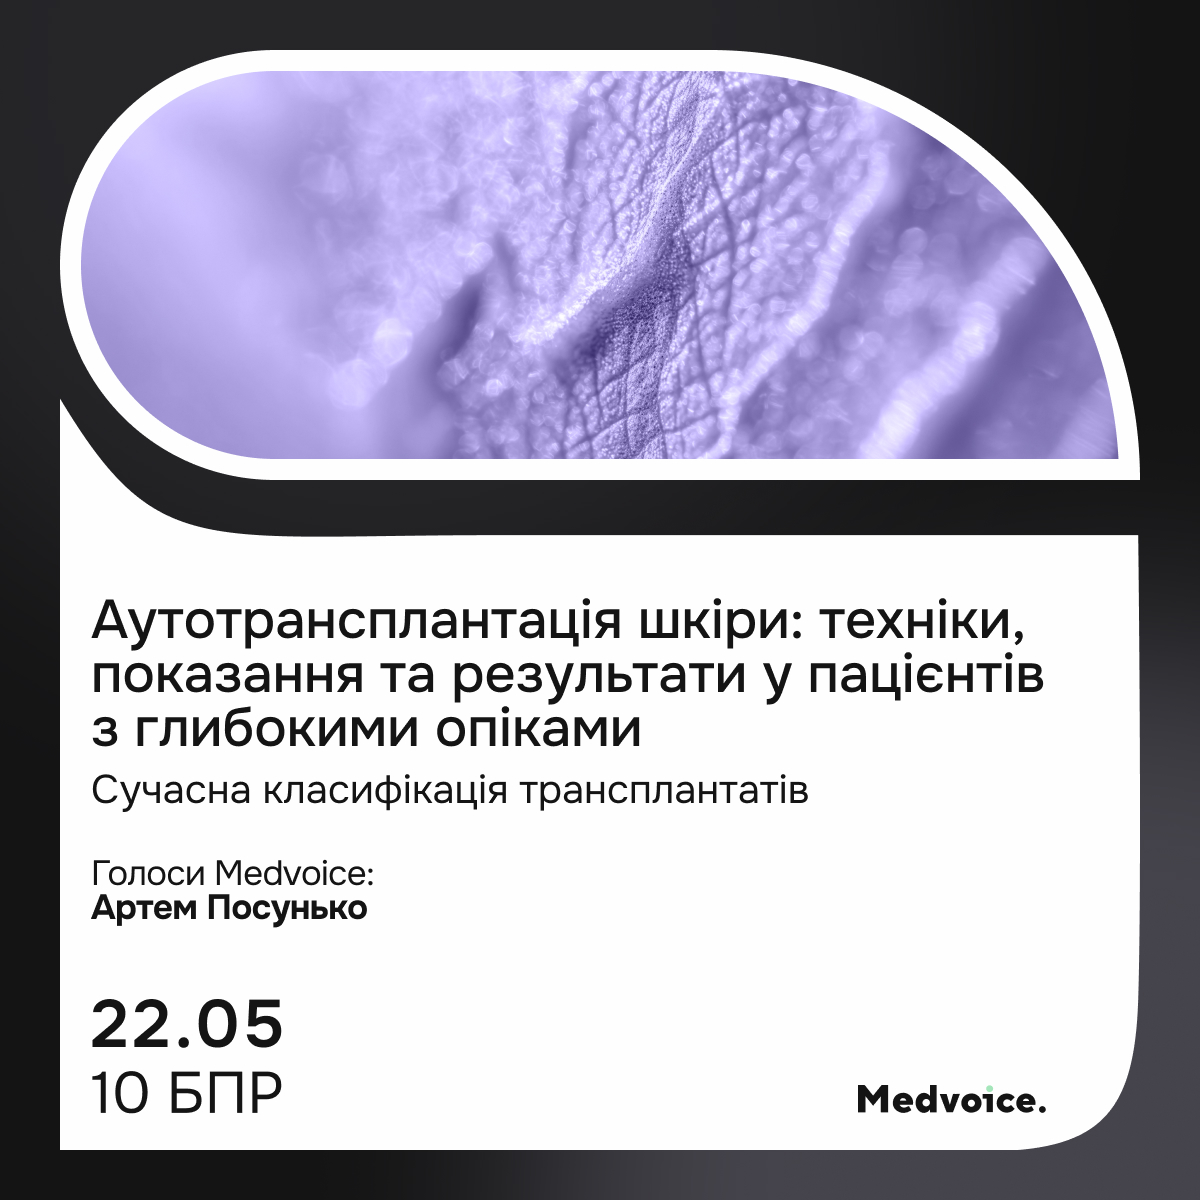 Аутотрансплантація шкіри: техніки,
показання та результати у пацієнтів
з глибокими опіками
Сучасна класифікація трансплантатів
Голоси Medvoice:
Артем Посунько
22.05
10 БПР
Medvoice.